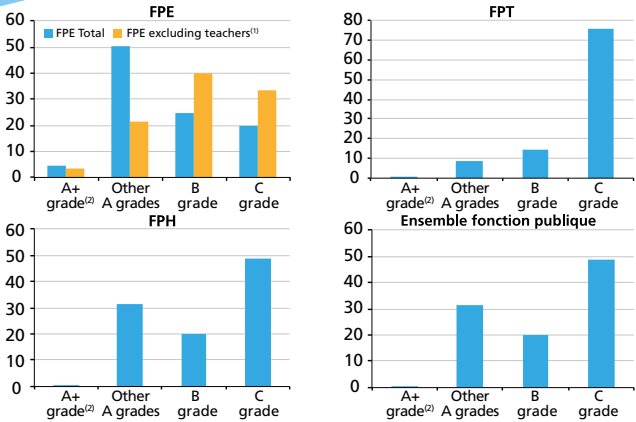 FPE
60
50
40
30
20
10
0
FPE Total FPE excluding teachers(1)
A+ Other B C
grade(2) A grades grade grade
FPT
80
70
60
50
40
30
20
10
0
A+ Other B C
grade(2) A grades grade grade
FPH
60
50
40
30
20
10
0
A+ Other B C
grade(2) A grades grade grade
Ensemble fonction publique
60
50
40
30
20
10
0
A+ Other B C
grade(2) A grades grade grade